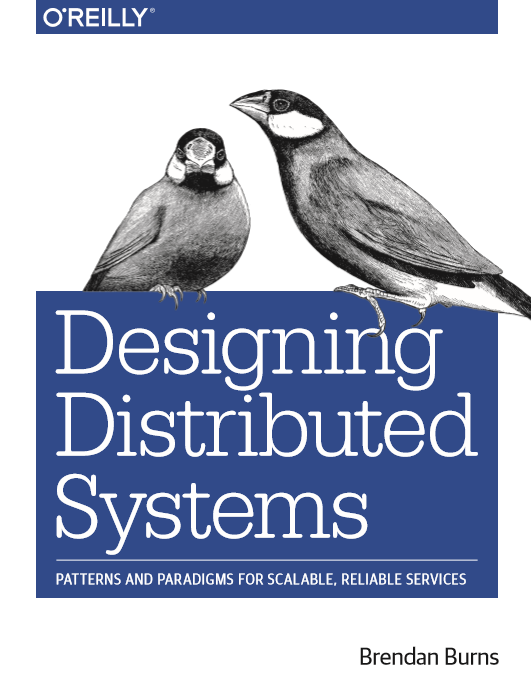 O'REILLY®
Designing
Distributed
Systems
PATTERNS AND PARADIGMS FOR SCALABLE, RELIABLE SERVICES
Brendan Burns